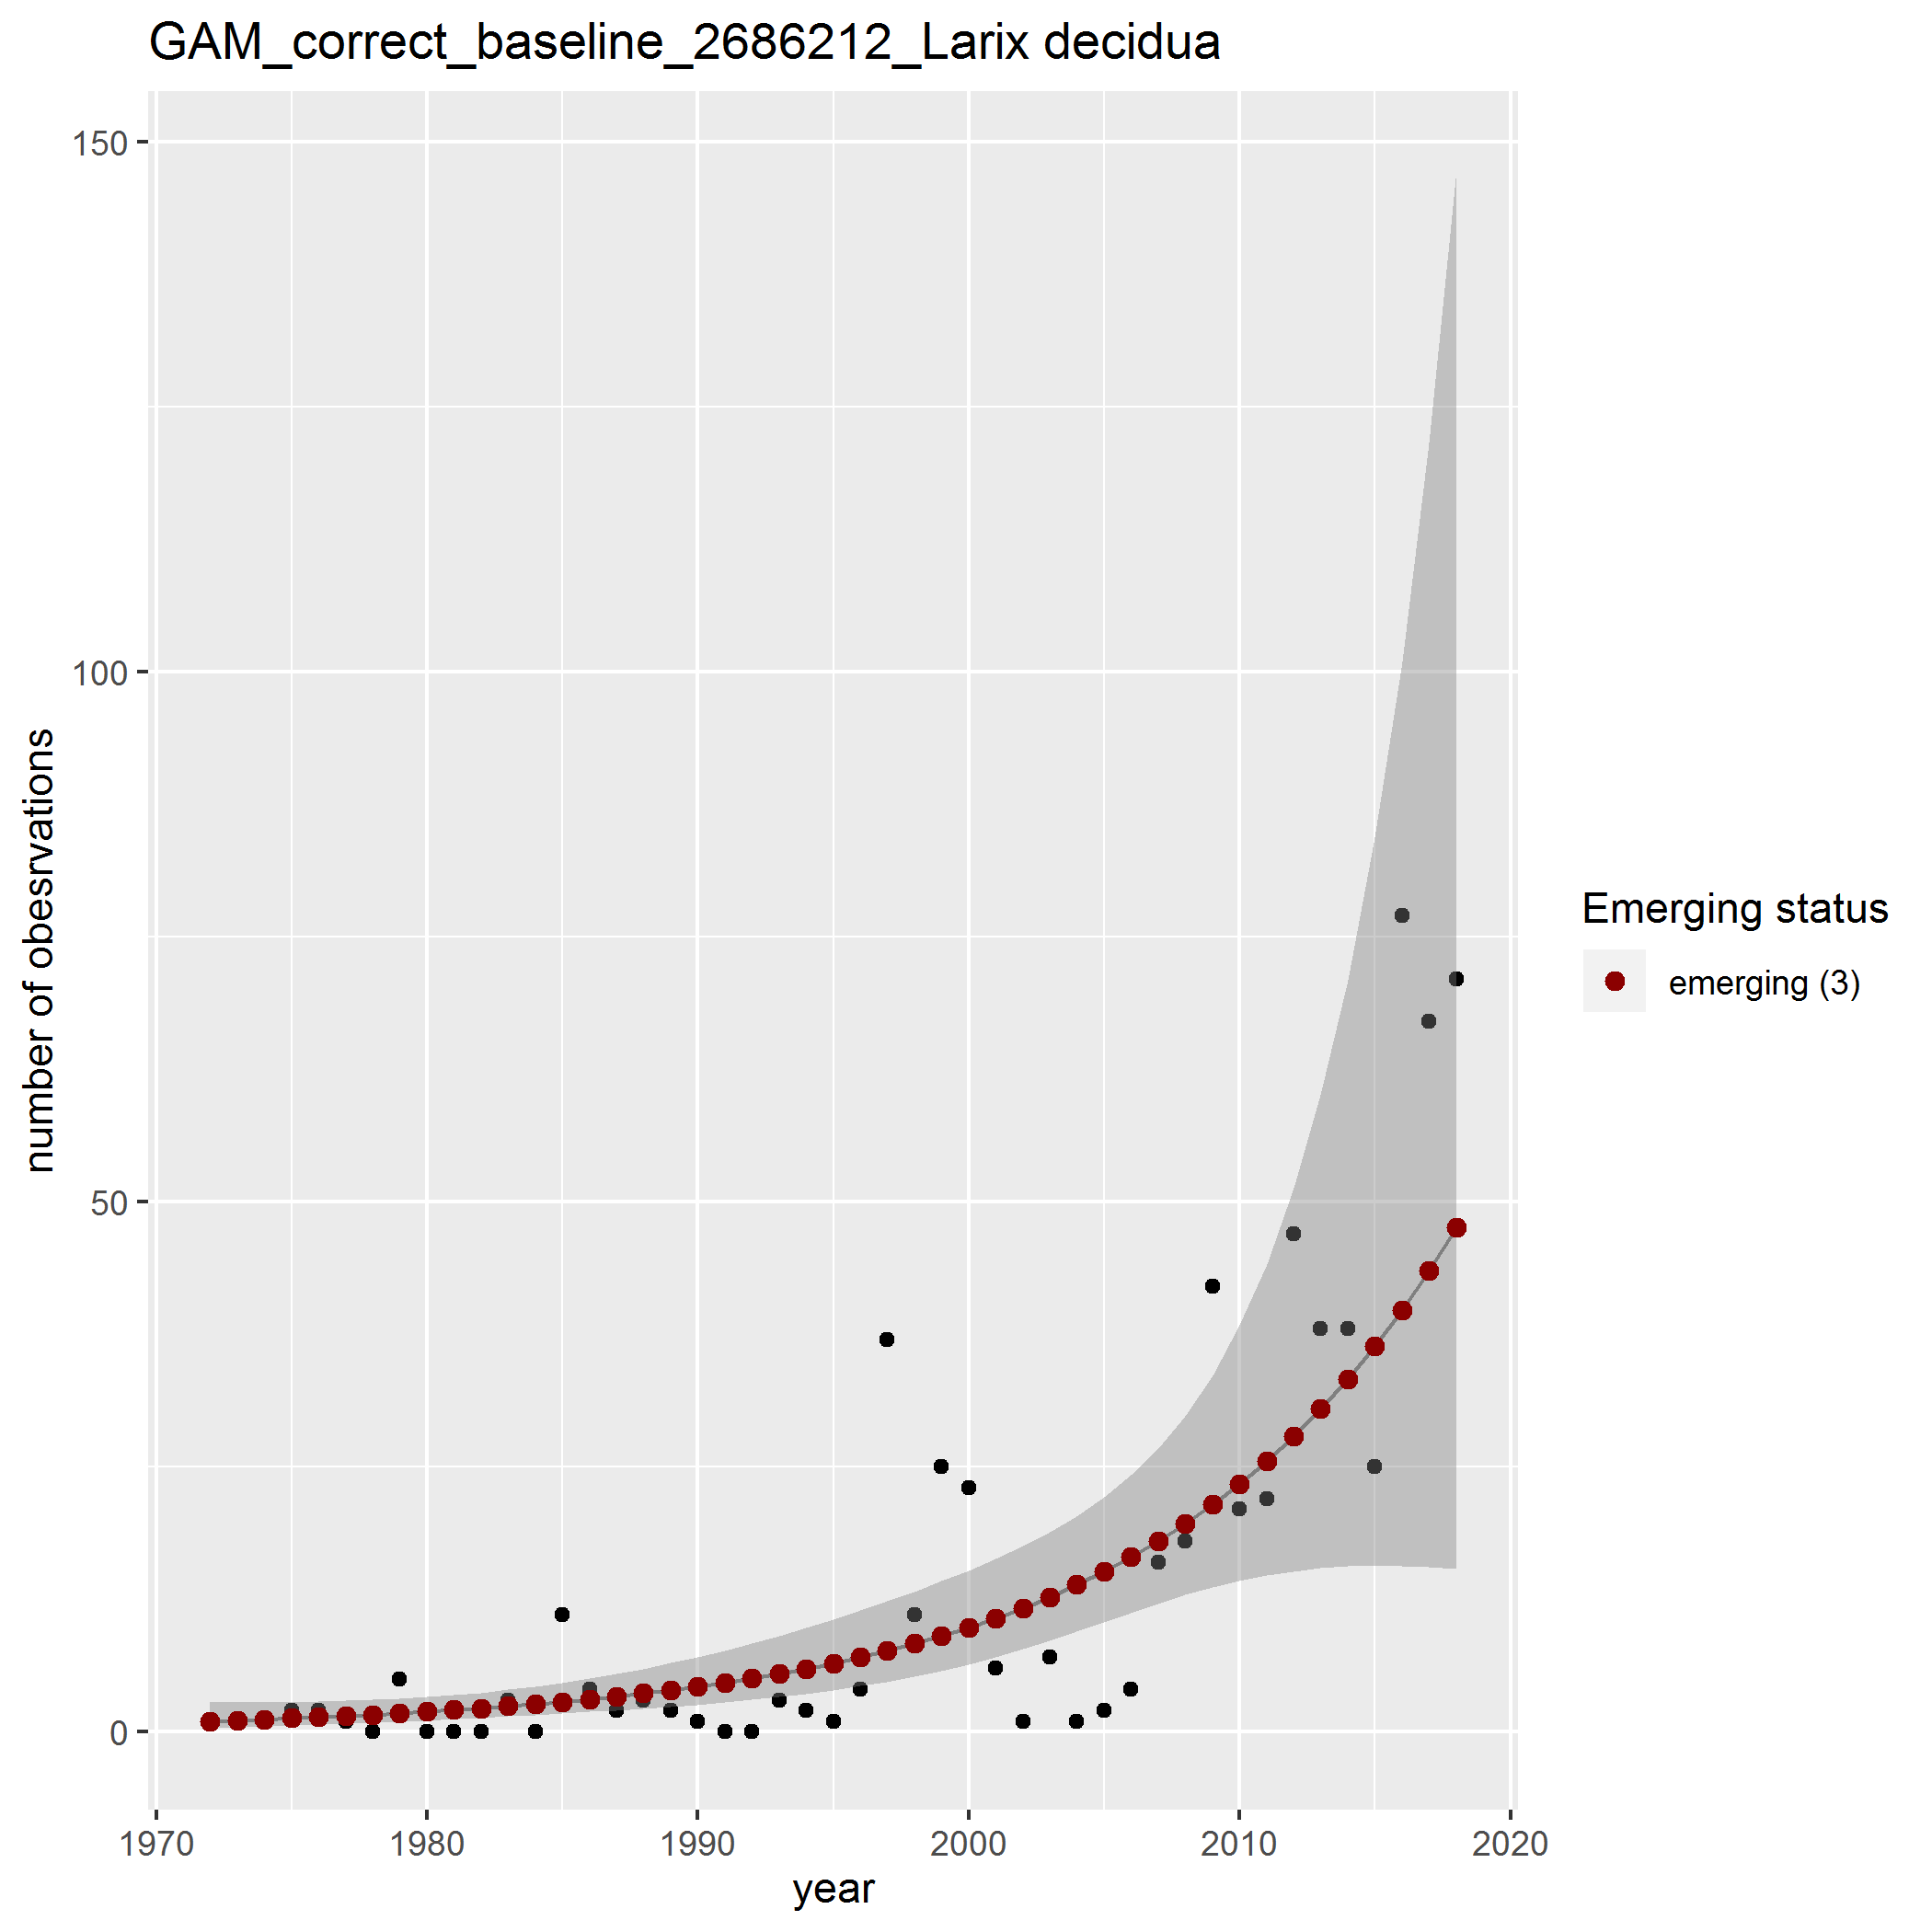 GAM_correct_baseline_2686212_Larix decidua
150
100
50
0
number of obesrvations
1970
1980
1990
2000
2010
2020
year
Emerging status
emerging (3)